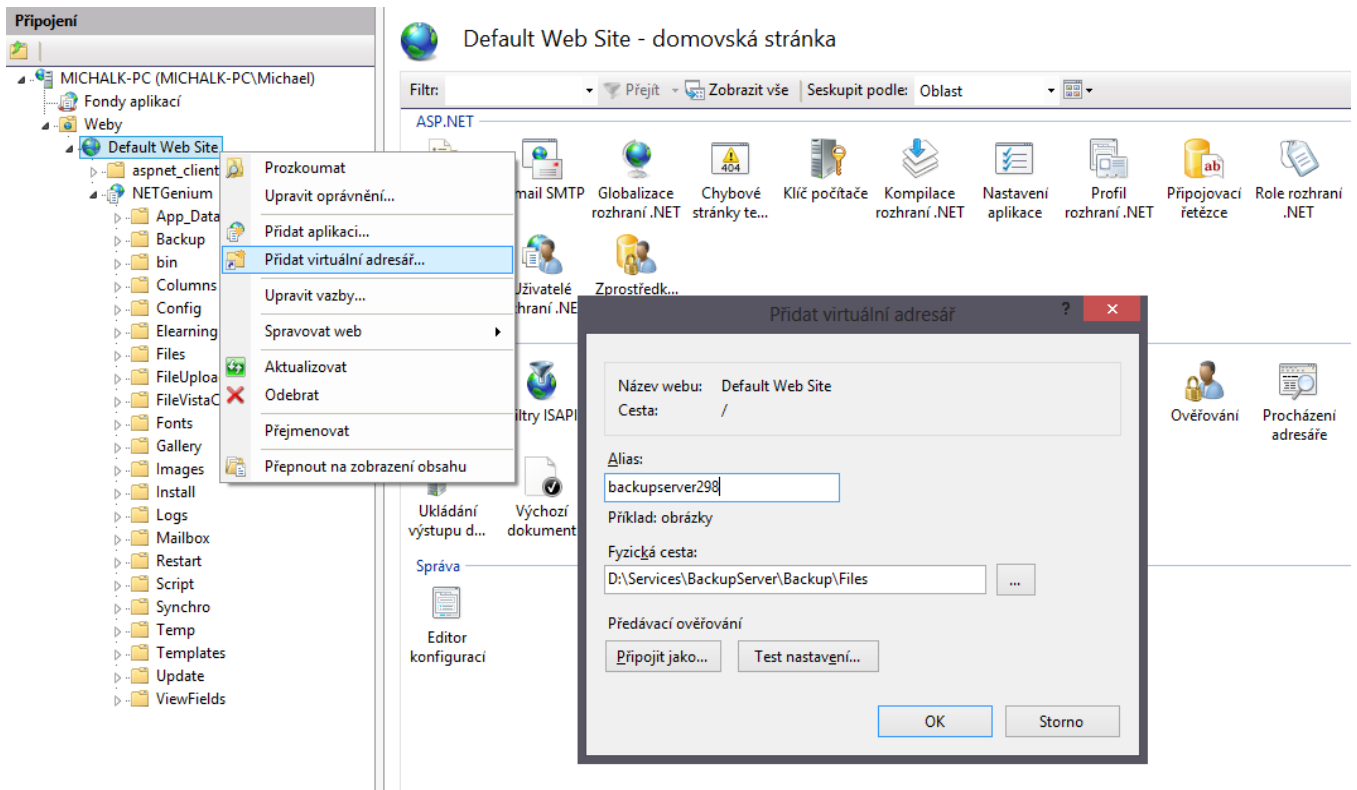 Připojení
MICHALK-PC (MICHALK-PC\Michael)
Fondy aplikací
Weby
Default Web Site
aspnet_client
NETGenium
App_Data
Backup
bin
Columns
Config
Elearning
Files
FileUploa
FileVistaC
Fonts
Gallery
Images
Install
Logs
Mailbox
Restart
Script
Synchro
Temp
Templates
Update
ViewFields
Prozkoumat
Upravit oprávnění...
Přidat aplikaci...
Přidat virtuální adresář...
Upravit vazby...
Spravovat web
Aktualizovat
Odebrat
Přejmenovat
Přepnout na zobrazení obsahu
Default Web Site - domovská stránka
Filtr: Přejít Zobrazit vše Seskupit podle: Oblast
ASP.NET
mail SMTP
Globalizace
rozhraní .NET
Chybové
stránky te...
404
Klíč počítače
Kompilace
rozhraní .NET
Nastavení
aplikace
Profil
rozhraní .NET
ab
Připojovací
řetězce
Role rozhraní
.NET
Uživatelé
zhraní .NE
Zprostředk...
iltry ISAPI
Ověřování
Procházení
adresáře
Ukládání
výstupu d...
Výchozí
dokument
Správa
Editor
konfigurací
Přidat virtuální adresář
?
Název webu: Default Web Site
Cesta: /
Alias:
backupserver298
Příklad: obrázky
Fyzická cesta:
D:\Services\BackupServer\Backup\Files
...
Předávací ověřování
Připojit jako... Test nastavení...
OK Storno